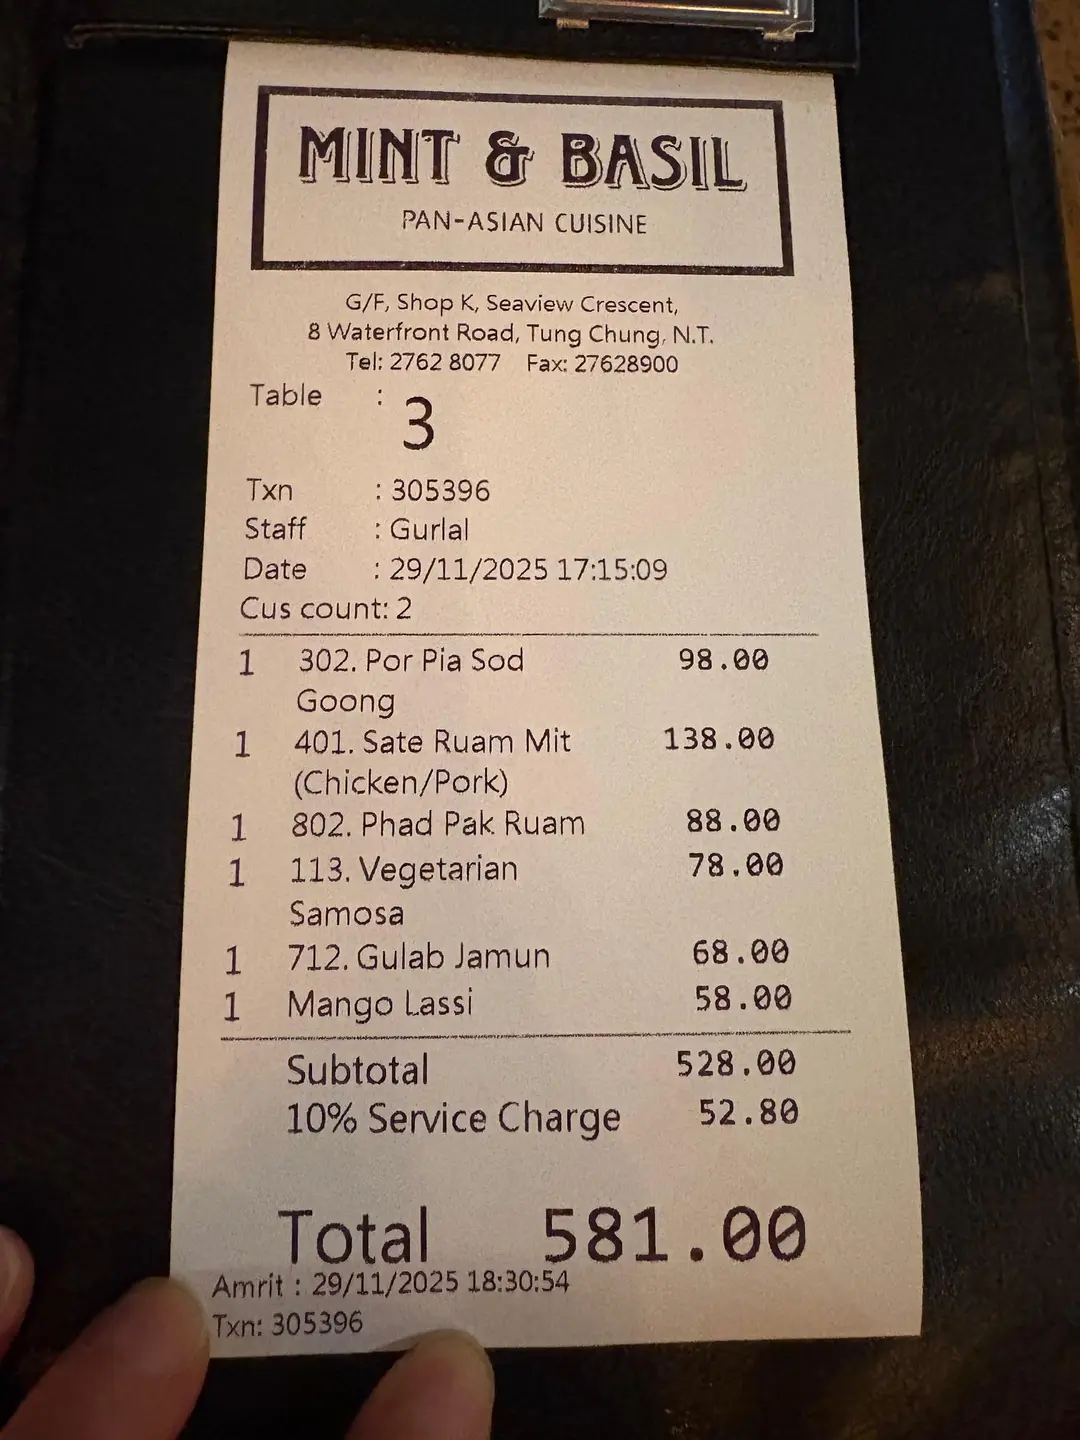 MINT & BASIL
PAN-ASIAN CUISINE
G/F, Shop K, Seaview Crescent,
8 Waterfront Road, Tung Chung, N.T.
Tel: 2762 8077 Fax: 27628900
Table : 3
Txn : 305396
Staff : Gurlal
Date : 29/11/2025 17:15:09
Cus count: 2
1 302. Por Pia Sod 98.00
Goong
1 401. Sate Ruam Mit 138.00
(Chicken/Pork)
1 802. Phad Pak Ruam 88.00
1 113. Vegetarian 78.00
Samosa
1 712. Gulab Jamun 68.00
1 Mango Lassi 58.00
Subtotal 528.00
10% Service Charge 52.80
Total 581.00
Amrit : 29/11/2025 18:30:54
Txn: 305396